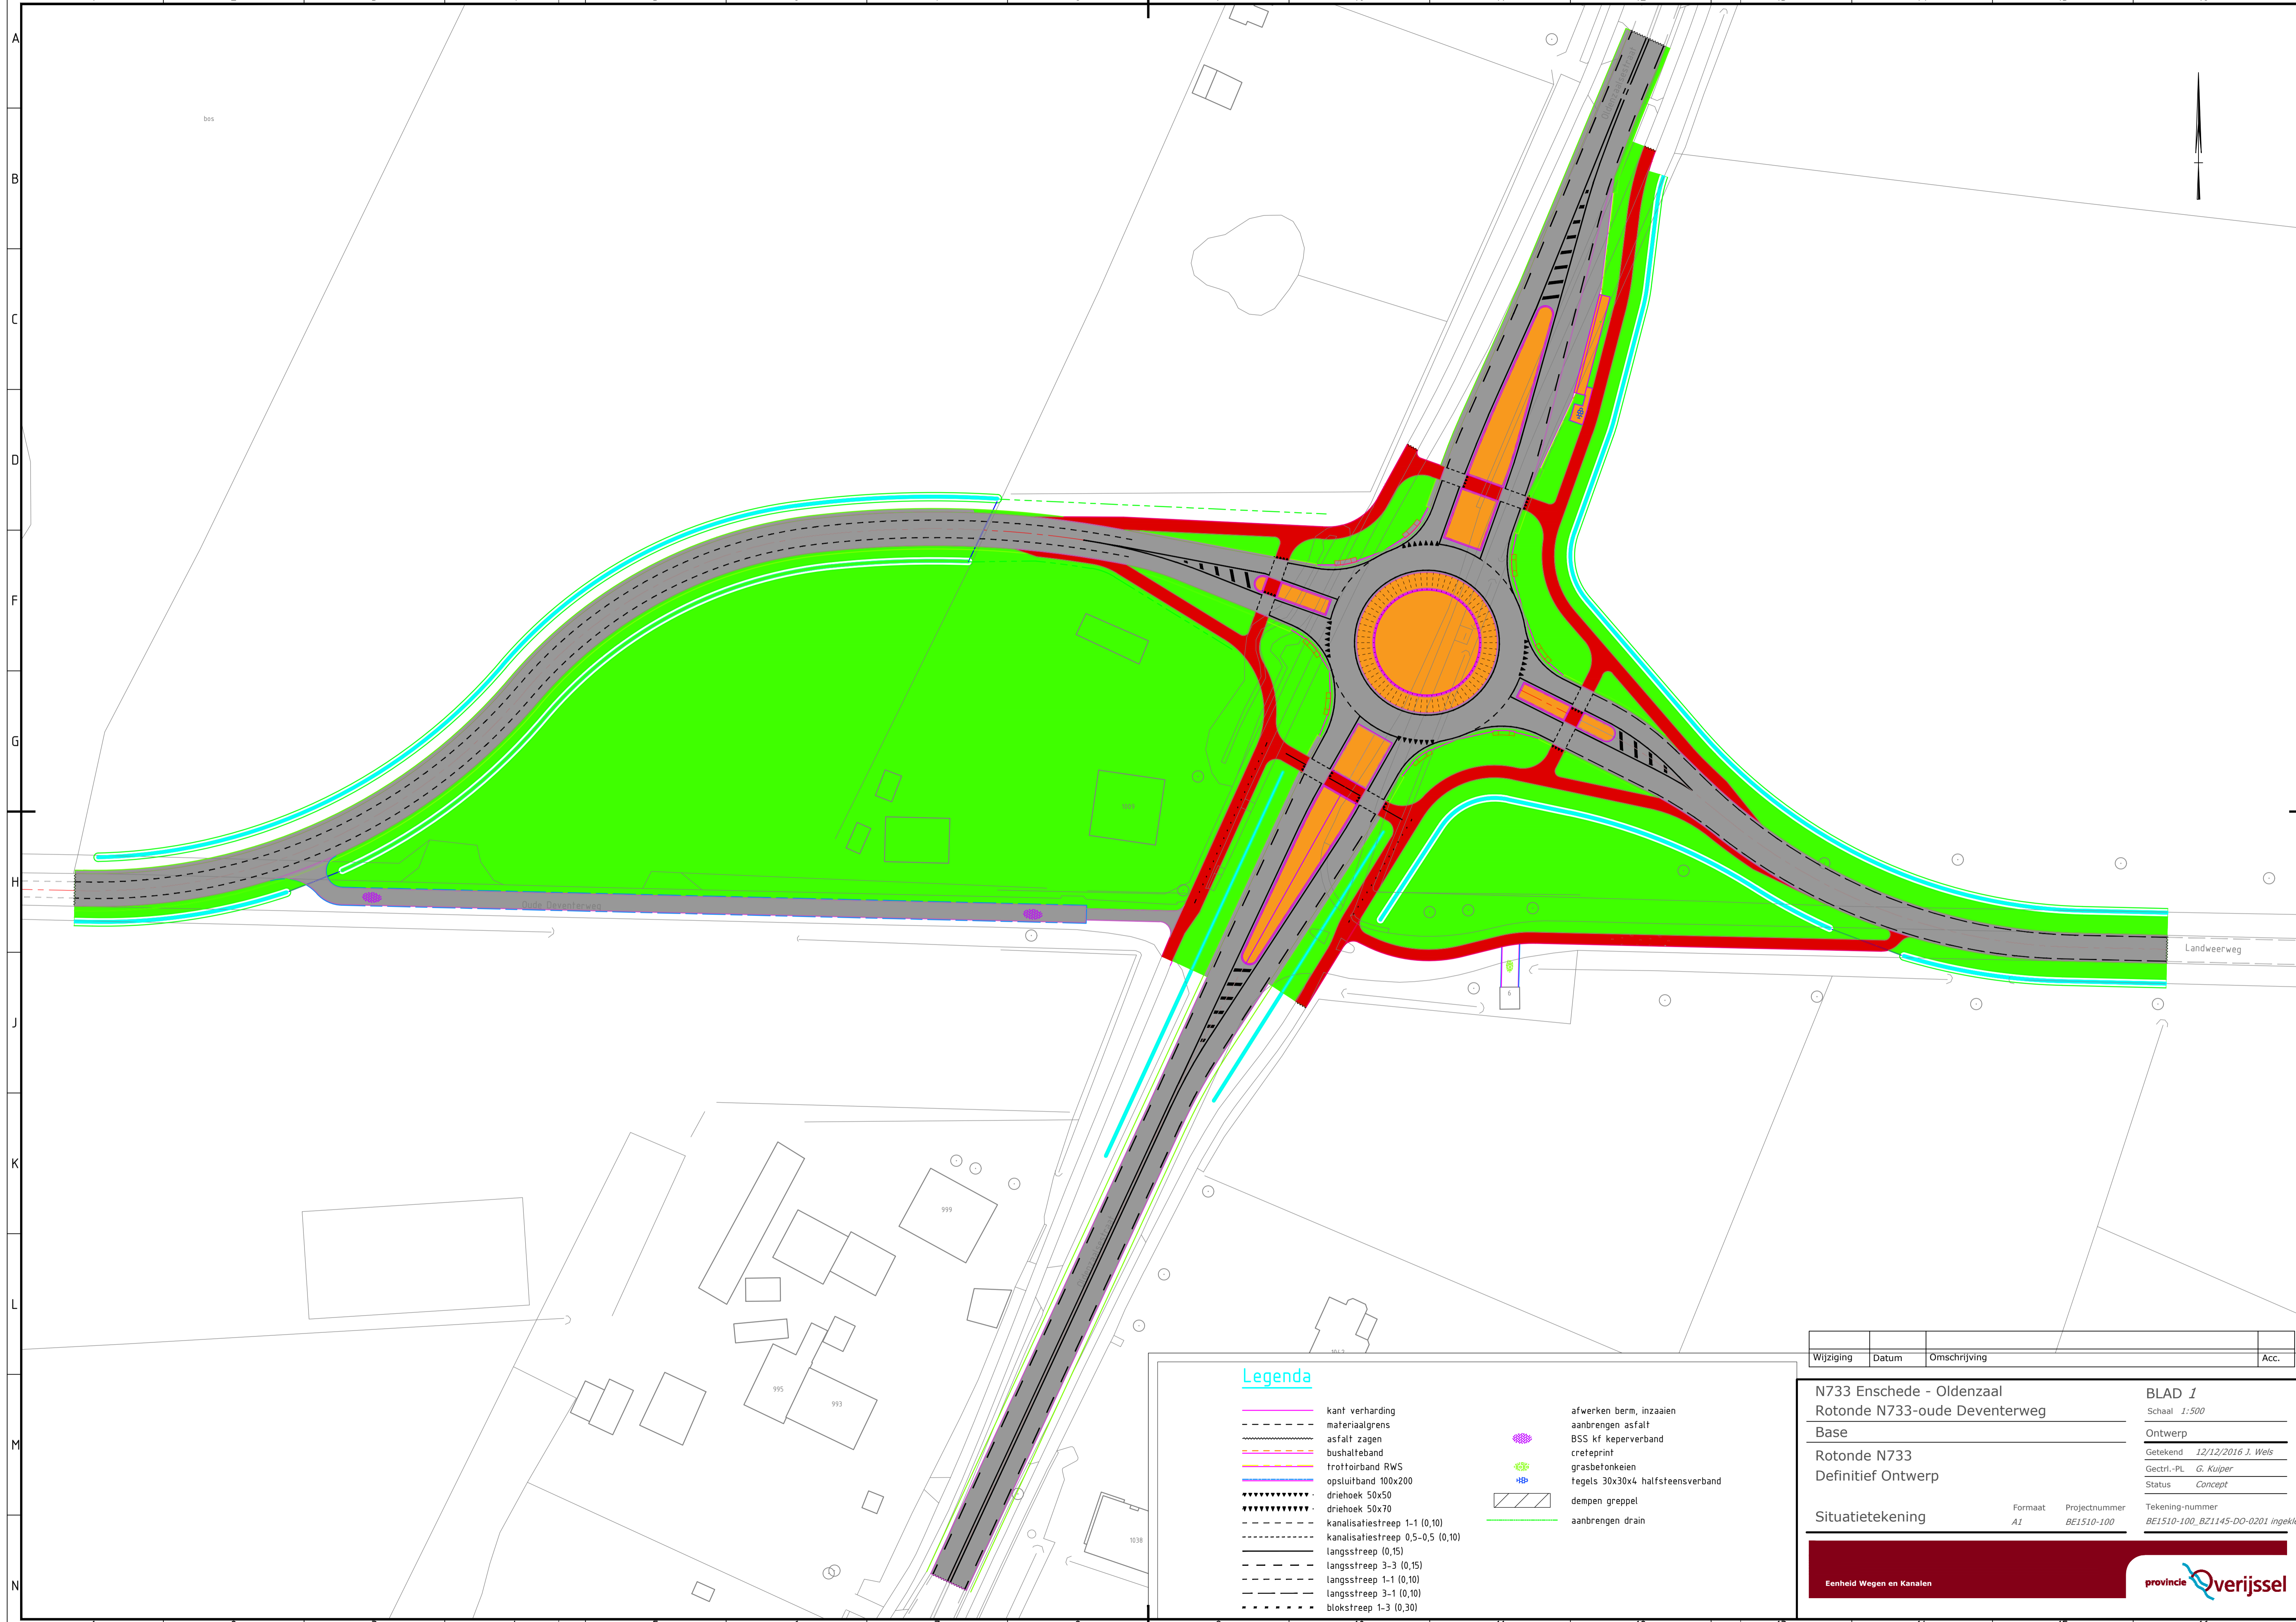 A
B
C
D
F
G
H
J
K
L
M
N
bos
1089
Oude Deventerweg
Landweerweg
6
999
995
993
1038
Legenda
kant verharding
materiaalgrens
asfalt zagen
bushalteband
trottoirband RWS
opsluitband 100x200
driehoek 50x50
driehoek 50x70
kanalisatiestreep 1-1 (0,10)
kanalisatiestreep 0,5-0,5 (0,10)
langsstreep (0,15)
langsstreep 3-3 (0,15)
langsstreep 1-1 (0,10)
langsstreep 3-1 (0,10)
blokstreep 1-3 (0,30)
afwerken berm, inzaaien
aanbrengen asfalt
BSS kf keperverband
creteprint
grasbetonkeien
tegels 30x30x4 halfsteensverband
dempen greppel
aanbrengen drain
Wijziging Datum Omschrijving Acc.
N733 Enschede - Oldenzaal
Rotonde N733-oude Deventerweg
Base
Rotonde N733
Definitief Ontwerp
Situatietekening
Formaat Projectnummer
A1 BE1510-100
BLAD 1
Schaal 1:500
Ontwerp
Getekend 12/12/2016 J. Wels
Gectrl.-PL G. Kuiper
Status Concept
Tekening-nummer
BE1510-100_BZ1145-DO-0201
Eenheid Wegen en Kanalen
provincie Overijssel